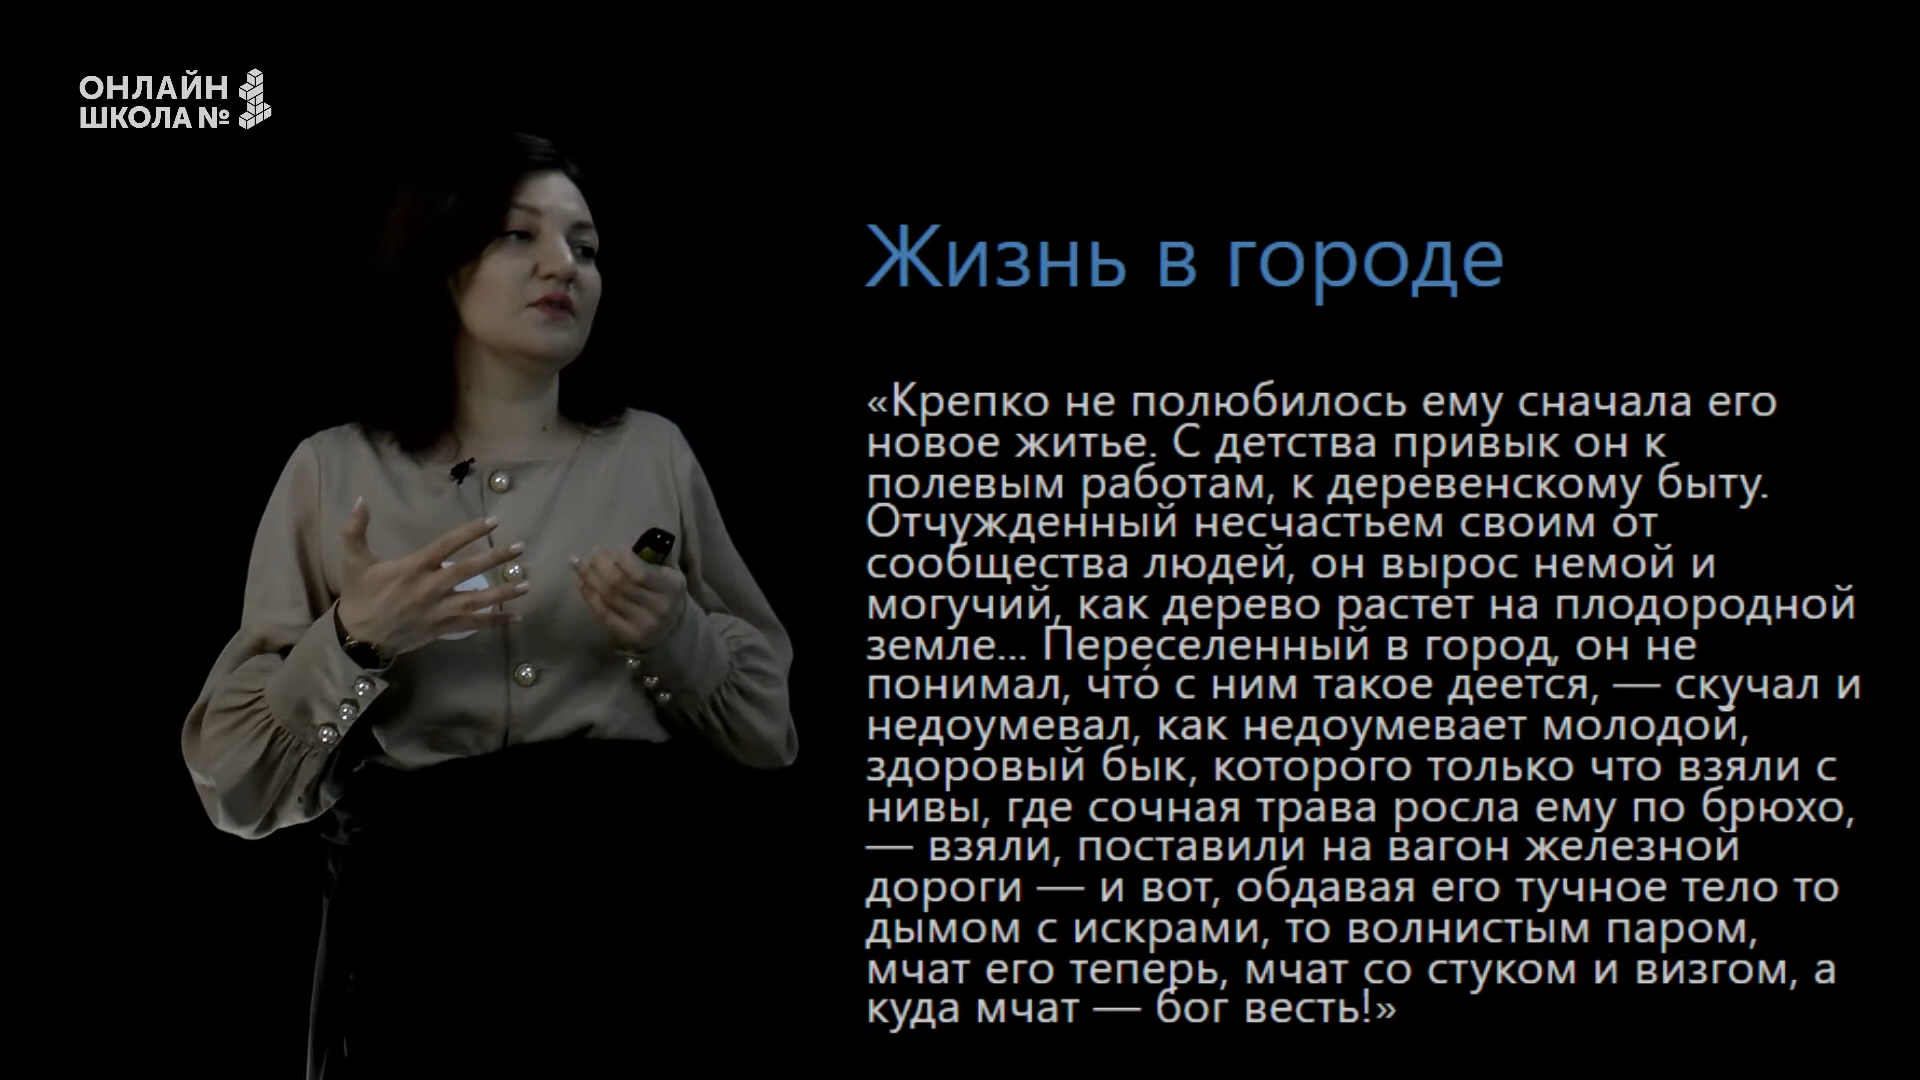 ОНЛАЙН
ШКОЛА №
Жизнь в городе
«Крепко не полюбилось ему сначала его
новое житье. С детства привык он к
полевым работам, к деревенскому быту.
Отчужденный несчастьем своим от
сообщества людей, он вырос немой и
могучий, как дерево растет на плодородной
земле... Переселенный в город, он не
понимал, что́ с ним такое деется, — скучал и
недоумевал, как недоумевает молодой,
здоровый бык, которого только что взяли с
нивы, где сочная трава росла ему по брюхо,
— взяли, поставили на вагон железной
дороги — и вот, обдавая его тучное тело то
дымом с искрами, то волнистым паром,
мчат его теперь, мчат со стуком и визгом, а
куда мчат — бог весть!»